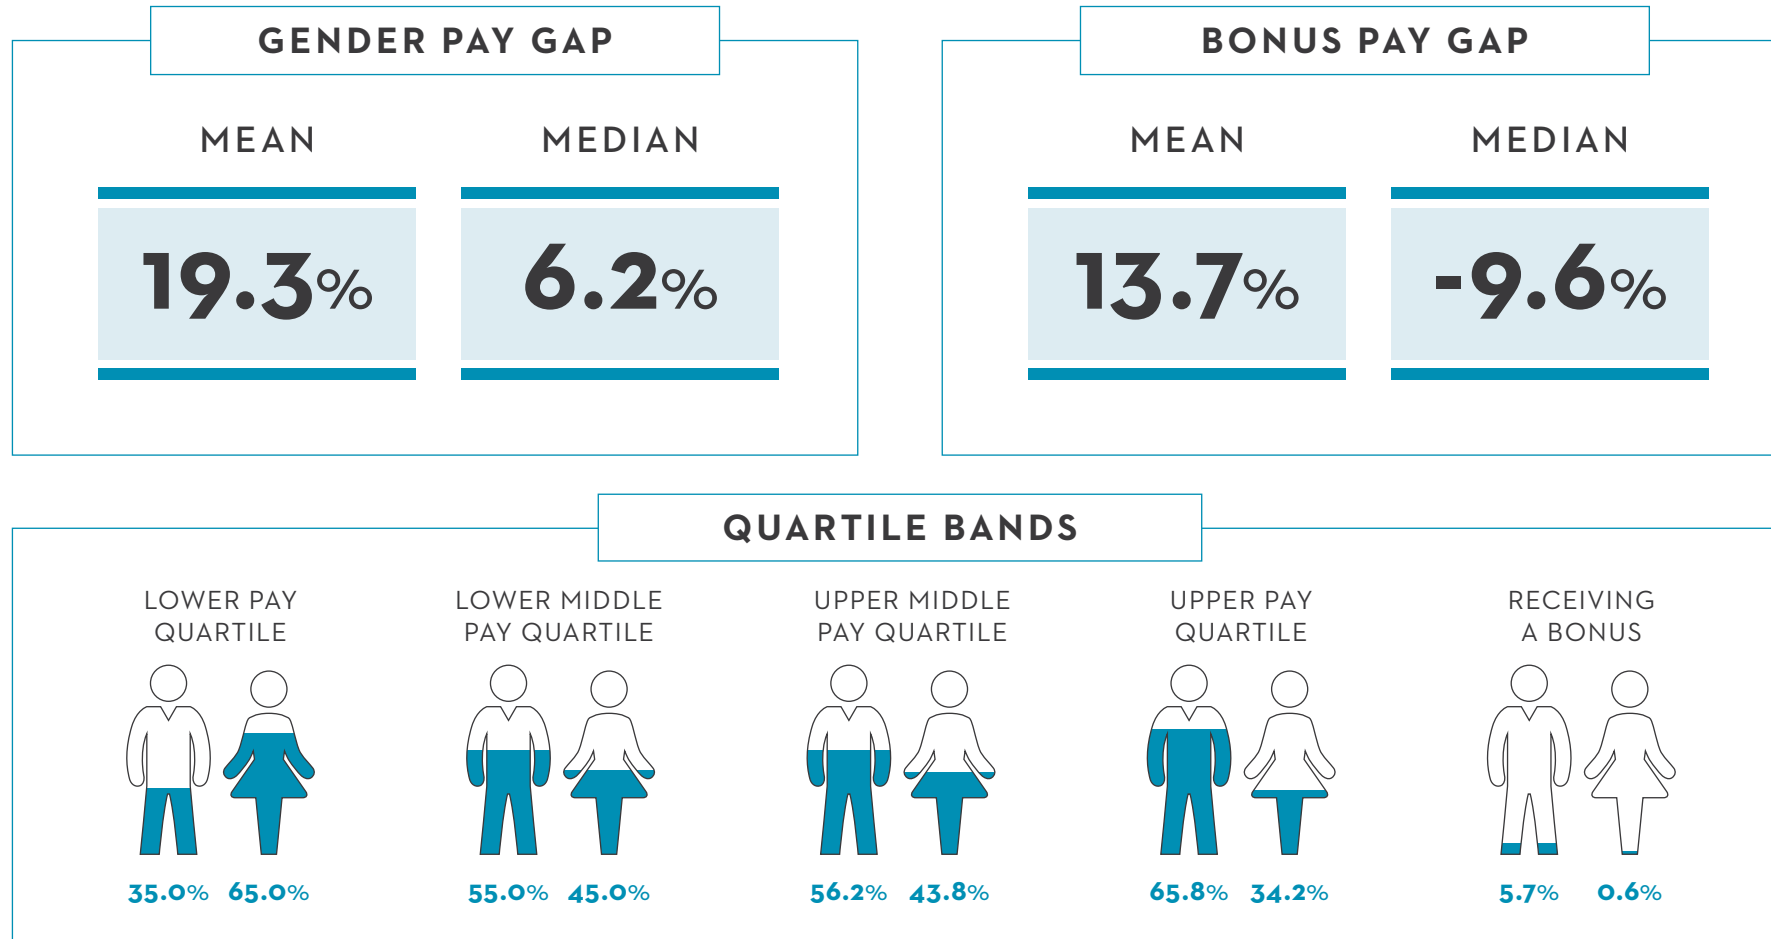 GENDER PAY GAP
MEAN MEDIAN
19.3% 6.2%
BONUS PAY GAP
MEAN MEDIAN
13.7% -9.6%
QUARTILE BANDS
LOWER PAY
QUARTILE
35.0% 65.0%
LOWER MIDDLE
PAY QUARTILE
55.0% 45.0%
UPPER MIDDLE
PAY QUARTILE
56.2% 43.8%
UPPER PAY
QUARTILE
65.8% 34.2%
RECEIVING
A BONUS
5.7% 0.6%